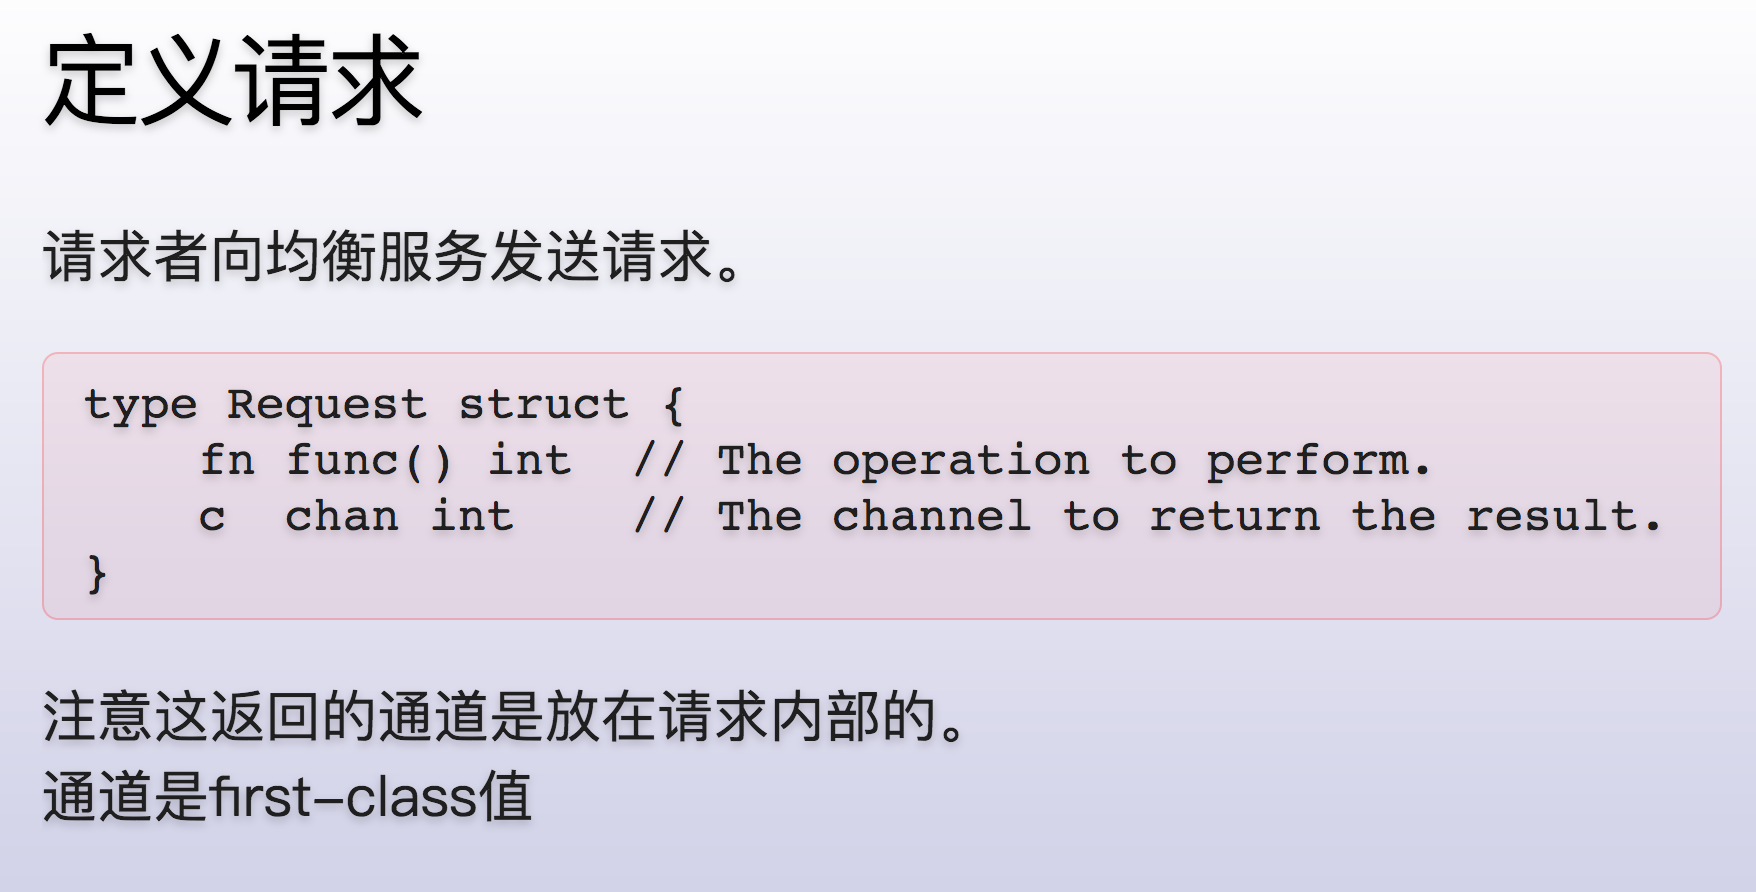 定义请求
请求者向均衡服务发送请求。
type Request struct {
    fn func() int  // The operation to perform.
    c  chan int    // The channel to return the result.
}
注意这返回的通道是放在请求内部的。
通道是first-class值